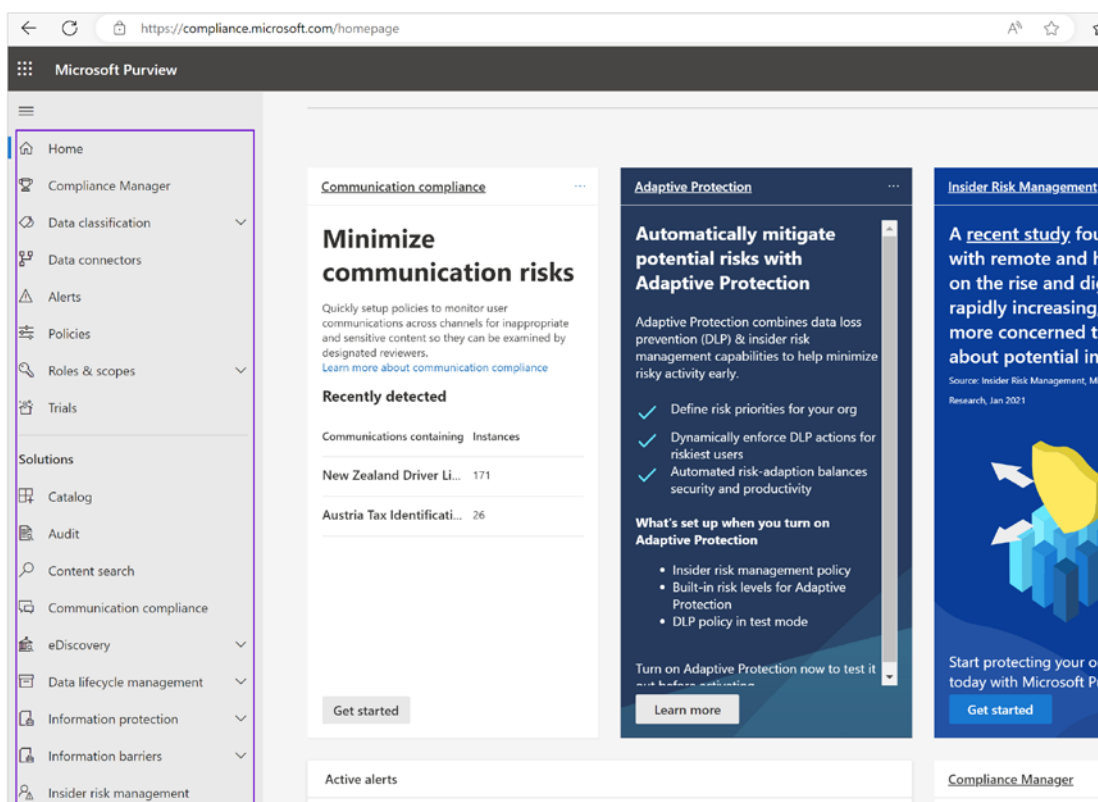 https://compliance.microsoft.com/homepage
Microsoft Purview
Home
Compliance Manager
Data classification
Data connectors
Alerts
Policies
Roles & scopes
Trials
Solutions
Catalog
Audit
Content search
Communication compliance
eDiscovery
Data lifecycle management
Information protection
Information barriers
Insider risk management
Communication compliance
Minimize
communication risks
Quickly setup policies to monitor user
communications across channels for inappropriate
and sensitive content so they can be examined by
designated reviewers.
Learn more about communication compliance
Recently detected
Communications containing Instances
New Zealand Driver Li... 171
Austria Tax Identificati... 26
Get started
Adaptive Protection
Automatically mitigate
potential risks with
Adaptive Protection
Adaptive Protection combines data loss
prevention (DLP) & insider risk
management capabilities to help minimize
risky activity early.
Define risk priorities for your org
Dynamically enforce DLP actions for
riskiest users
Automated risk-adaption balances
security and productivity
What's set up when you turn on
Adaptive Protection
• Insider risk management policy
• Built-in risk levels for Adaptive
Protection
• DLP policy in test mode
Turn on Adaptive Protection now to test it
out before activating
Learn more
Insider Risk Management
A recent study fou
with remote and h
on the rise and dig
rapidly increasing,
more concerned t
about potential in
Source: Insider Risk Management, M
Research, Jan 2021
Start protecting your o
today with Microsoft P
Get started
Active alerts
Compliance Manager